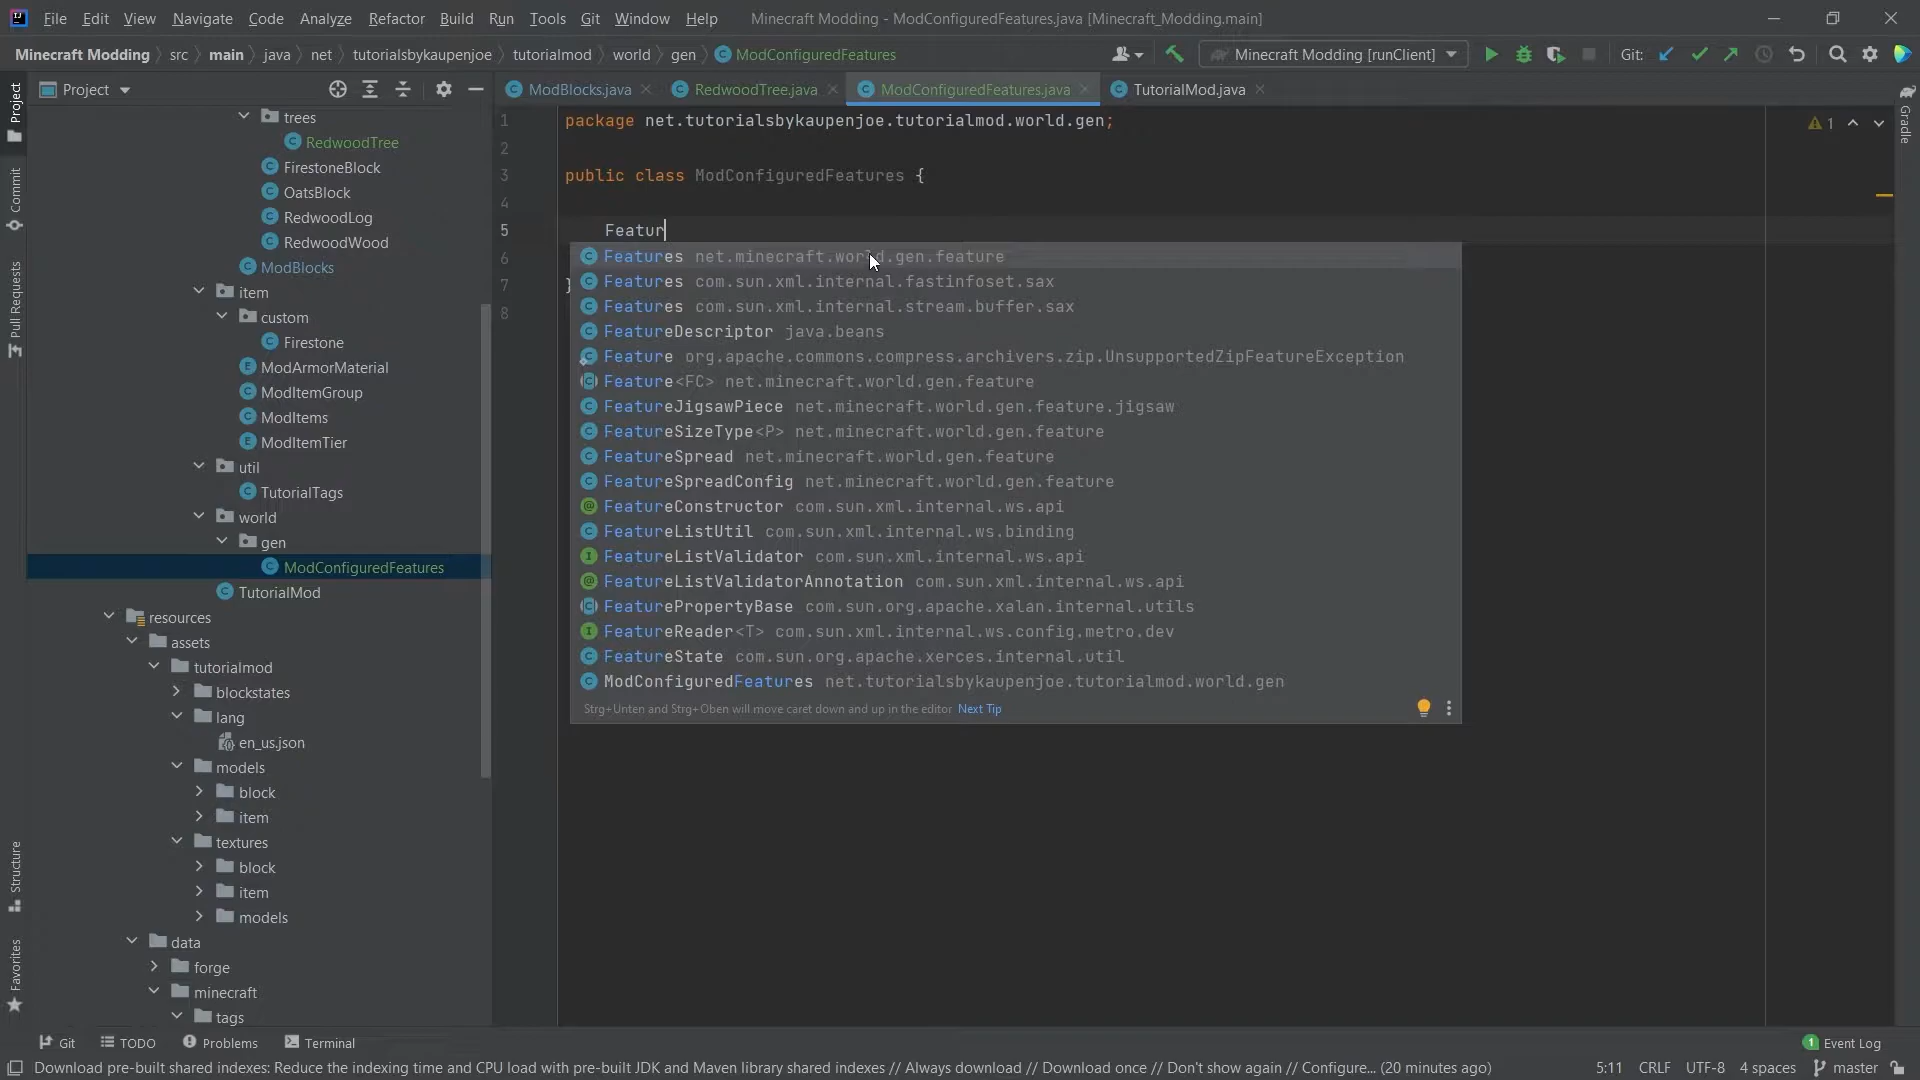 File Edit View Navigate Code Analyze Refactor Build Run Tools Git Window Help Minecraft Modding - ModConfiguredFeatures.java [Minecraft_Modding.main]
Minecraft Modding src main java net tutorialsbykaupenjoe tutorialmod world gen ModConfiguredFeatures Minecraft Modding [runClient] Git:
Project
ModBlocks.java RedwoodTree.java ModConfiguredFeatures.java TutorialMod.java
Project
Commit
Pull Requests
Structure
Favorites
Gradle
trees
RedwoodTree
FirestoneBlock
OatsBlock
RedwoodLog
RedwoodWood
ModBlocks
item
custom
Firestone
ModArmorMaterial
ModItemGroup
ModItems
ModItemTier
util
TutorialTags
world
gen
ModConfiguredFeatures
TutorialMod
resources
assets
tutorialmod
blockstates
lang
en_us.json
models
block
item
textures
block
item
models
data
forge
minecraft
tags
1 package net.tutorialsbykaupenjoe.tutorialmod.world.gen; 1
2
3 public class ModConfiguredFeatures {
4
5 Featur
6
7 }
8
Features net.minecraft.world.gen.feature
Features com.sun.xml.internal.fastinfoset.sax
Features com.sun.xml.internal.stream.buffer.sax
FeatureDescriptor java.beans
Feature org.apache.commons.compress.archivers.zip.UnsupportedZipFeatureException
Feature<FC> net.minecraft.world.gen.feature
FeatureJigsawPiece net.minecraft.world.gen.feature.jigsaw
FeatureSizeType<P> net.minecraft.world.gen.feature
FeatureSpread net.minecraft.world.gen.feature
FeatureSpreadConfig net.minecraft.world.gen.feature
FeatureConstructor com.sun.xml.internal.ws.api
FeatureListUtil com.sun.xml.internal.ws.binding
FeatureListValidator com.sun.xml.internal.ws.api
FeatureListValidatorAnnotation com.sun.xml.internal.ws.api
FeaturePropertyBase com.sun.org.apache.xalan.internal.utils
FeatureReader<T> com.sun.xml.internal.ws.config.metro.dev
FeatureState com.sun.org.apache.xerces.internal.util
ModConfiguredFeatures net.tutorialsbykaupenjoe.tutorialmod.world.gen
Strg+Unten and Strg+Oben will move caret down and up in the editor Next Tip
Git TODO Problems Terminal 1 Event Log
Download pre-built shared indexes: Reduce the indexing time and CPU load with pre-built JDK and Maven library shared indexes // Always download // Download once // Don't show again // Configure... (20 minutes ago) 5:11 CRLF UTF-8 4 spaces master